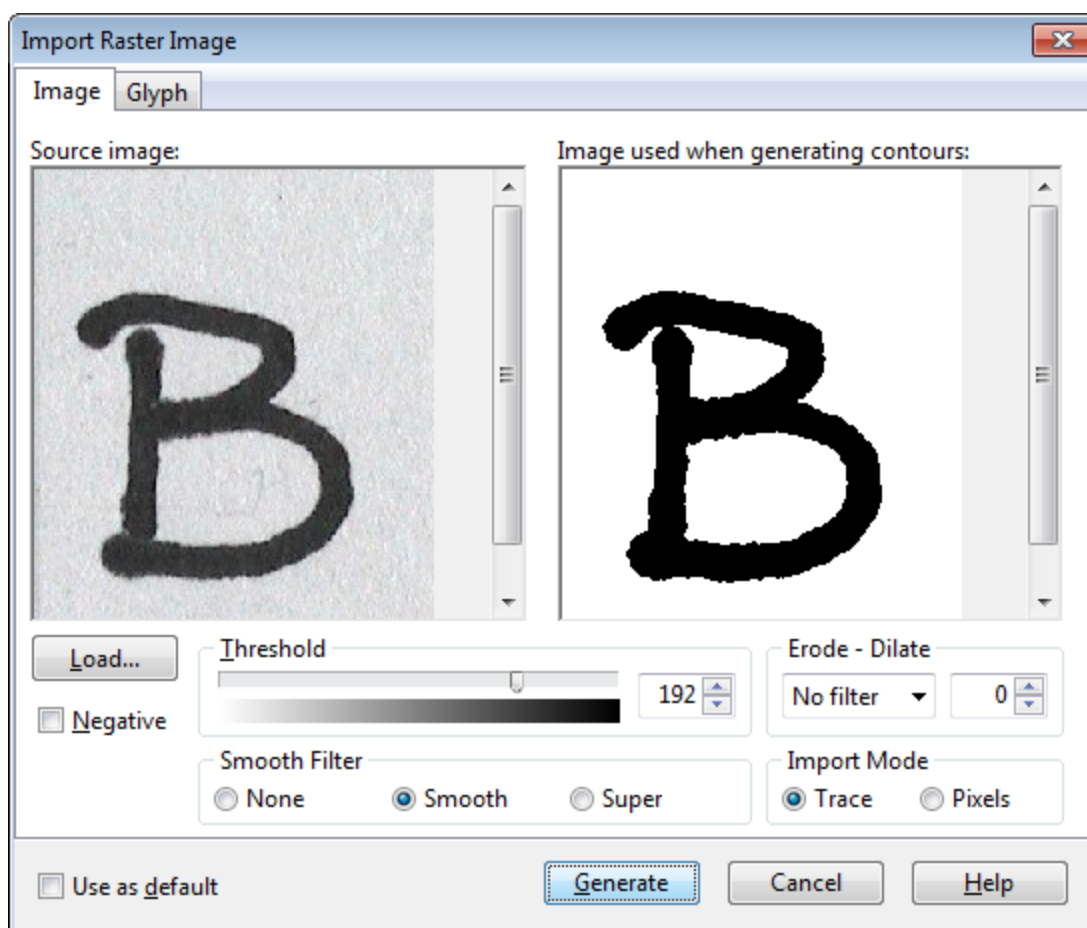 Import Raster Image
Image Glyph
Source image: Image used when generating contours:
B B
Load... Threshold Erode - Dilate
192 No filter 0
Negative
Smooth Filter Import Mode
None Smooth Super Trace Pixels
Use as default Generate Cancel Help